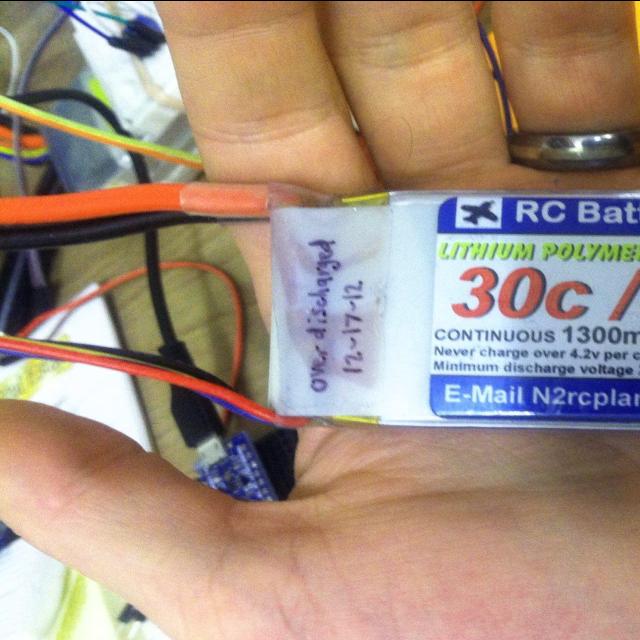 over discharged
12-17-12
RC Batt
LITHIUM POLYMER
30c /
CONTINUOUS 1300m
Never charge over 4.2v per c
Minimum discharge voltage
E-Mail N2rcplan